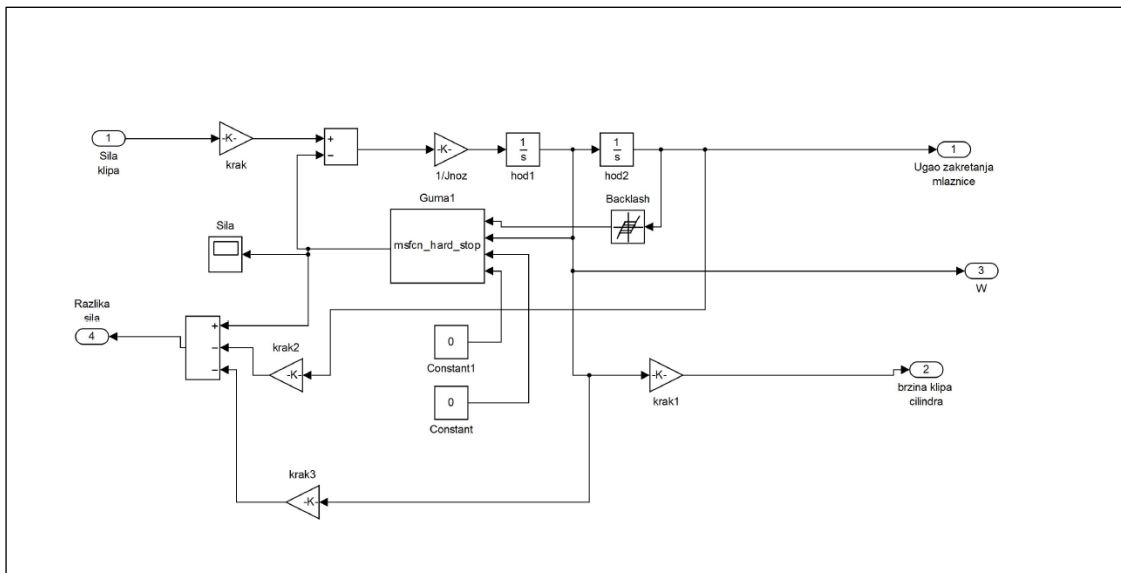 1
Sila
klipa
-K-
krak
+
−
-K-
1/Jnoz
1
s
hod1
1
s
hod2
1
Ugao zakretanja
mlaznice
Guma1
msfcn_hard_stop
Backlash
Sila
3
W
Razlika
sila
4
+
−
−
krak2
-K-
0
Constant1
0
Constant
-K-
krak1
2
brzina klipa
cilindra
krak3
-K-